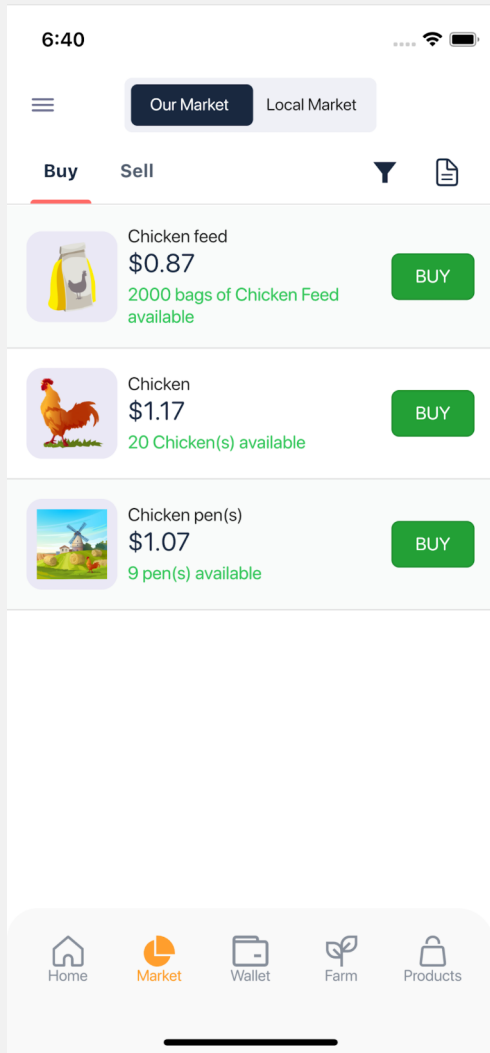 6:40
Our Market
Local Market
Buy
Sell
Chicken feed
$0.87
2000 bags of Chicken Feed
available
BUY
Chicken
$1.17
20 Chicken(s) available
BUY
Chicken pen(s)
$1.07
9 pen(s) available
BUY
Home
Market
Wallet
Farm
Products